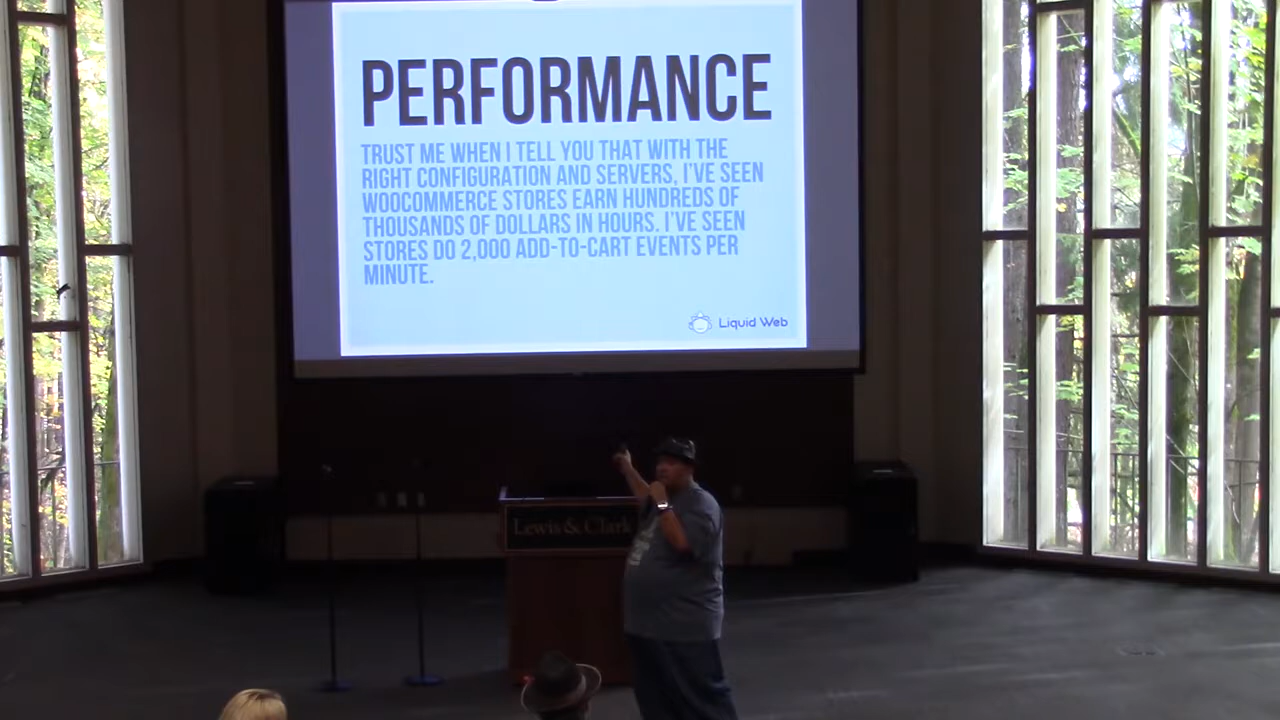 PERFORMANCE
TRUST ME WHEN I TELL YOU THAT WITH THE
RIGHT CONFIGURATION AND SERVERS, I'VE SEEN
WOOCOMMERCE STORES EARN HUNDREDS OF
THOUSANDS OF DOLLARS IN HOURS. I'VE SEEN
STORES DO 2,000 ADD-TO-CART EVENTS PER
MINUTE.
Liquid Web
Lewis & Clark